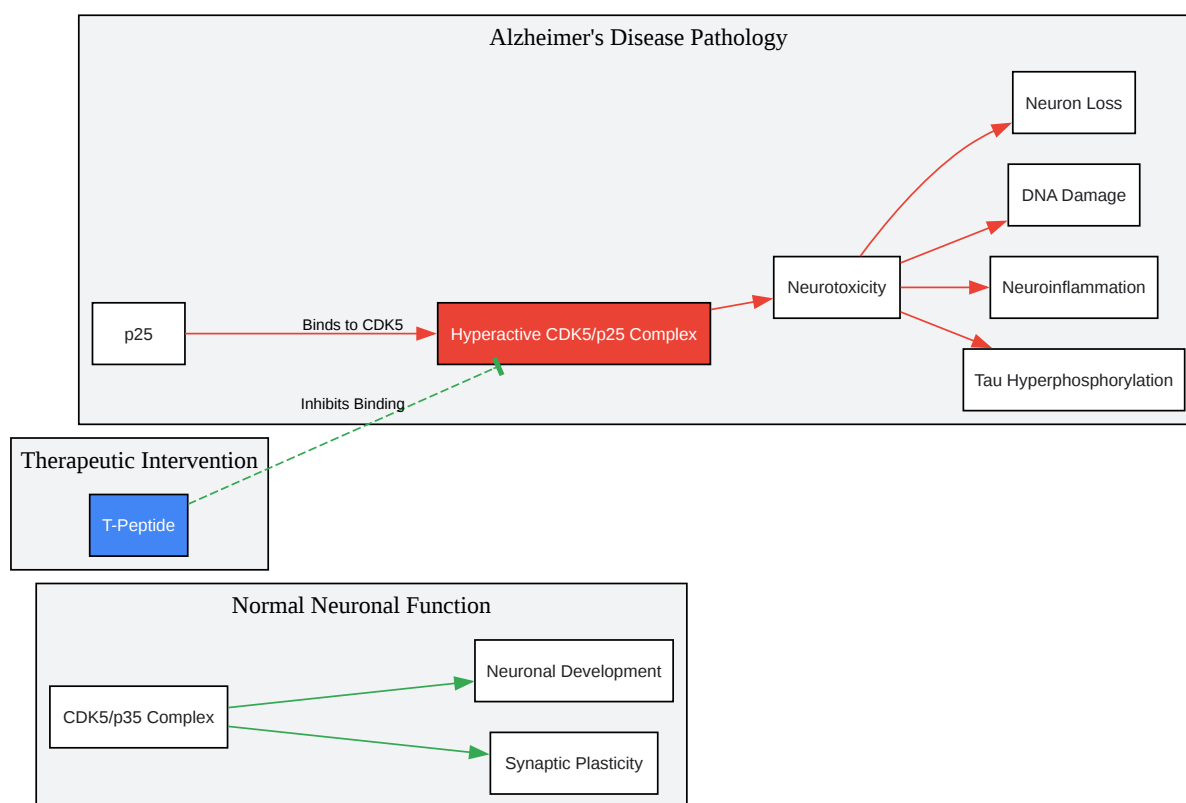 Alzheimer's Disease Pathology
Neuron Loss
DNA Damage
Neurotoxicity
Neuroinflammation
p25
Binds to CDK5
Hyperactive CDK5/p25 Complex
Tau Hyperphosphorylation
Inhibits Binding
Therapeutic Intervention
T-Peptide
Normal Neuronal Function
Neuronal Development
CDK5/p35 Complex
Synaptic Plasticity